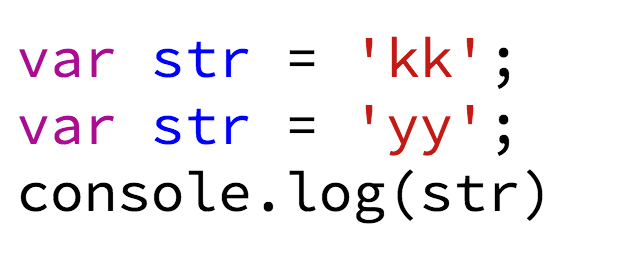 var str = 'kk';
var str = 'yy';
console.log(str)